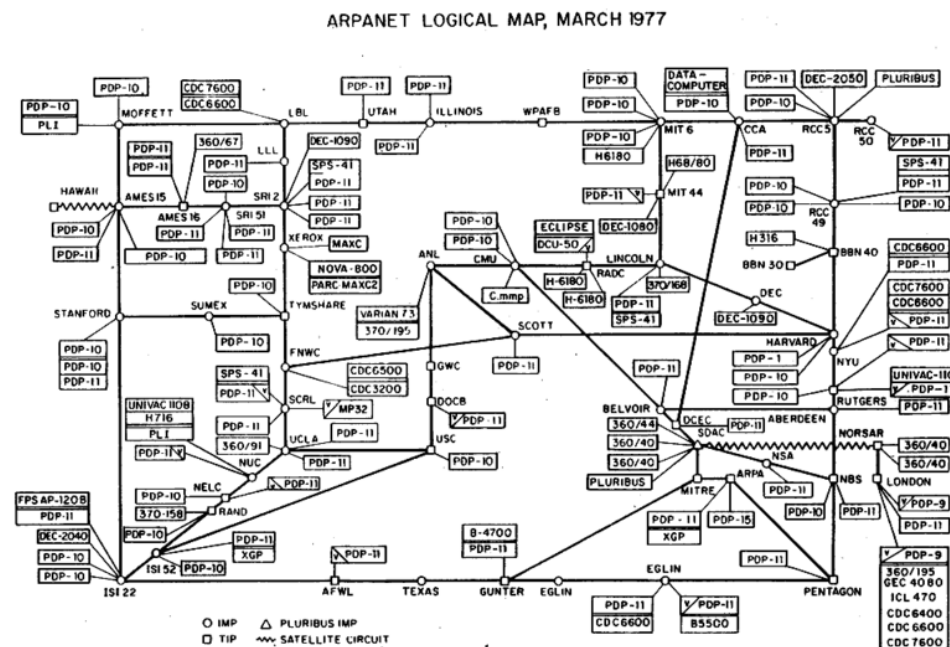 ARPANET LOGICAL MAP, MARCH 1977
PDP-10
PDP-10
PLI
MOFFETT
CDC7600
CDC6600
LBL
PDP-11
UTAH
PDP-11
ILLINOIS
PDP-11
WPAFB
PDP-10
PDP-10
PDP-10
H6180
MIT 6
DATA-
COMPUTER
PDP-10
CCA
PDP-11
PDP-11
PDP-10
DEC-2050
PLURIBUS
RCC 5
RCC
50
PDP-11
LLL
PDP-11
PDP-11
360/67
PDP-11
PDP-10
DEC-1090
SPS-41
PDP-11
PDP-11
PDP-11
HAWAII
AMES 15
AMES 16
SRI 51
SRI 2
PDP-10
PDP-11
PDP-10
PDP-11
PDP-11
H68/80
PDP-11
MIT 44
DEC-1080
SPS-41
PDP-11
PDP-10
PDP-10
PDP-10
RCC
49
XEROX
MAXC
NOVA-800
PARC-MAXC2
ANL
VARIAN 73
370/195
PDP-10
PDP-10
CMU
C.mmp
ECLIPSE
DCU-50
RADC
H-6180
H-6180
LINCOLN
370/168
PDP-11
SPS-41
H316
BBN 30
BBN 40
CDC6600
PDP-11
CDC7600
CDC6600
PDP-11
PDP-11
DEC
DEC-1090
STANFORD
PDP-10
PDP-10
PDP-11
SUMEX
PDP-10
PDP-10
TYMSHARE
SCOTT
PDP-11
HARVARD
PDP-1
PDP-10
PDP-10
NYU
FNWC
CDC6500
CDC3200
GWC
SPS-41
PDP-11
SCRL
MP32
PDP-11
DOCB
PDP-11
PDP-11
BELVOIR
UNIVAC-110
PDP-1
RUTGERS
PDP-11
ABERDEEN
UNIVAC 1108
H716
PLI
PDP-11
360/91
UCLA
PDP-11
PDP-11
USC
PDP-10
360/44
360/40
360/40
PLURIBUS
DCEC
PDP-11
SDAC
NORSAR
360/40
360/40
NSA
PDP-11
NUC
PDP-11
NELC
PDP-10
370-158
RAND
PDP-10
MITRE
ARPA
PDP-11
XGP
PDP-15
NBS
PDP-10
PDP-11
LONDON
PDP-9
PDP-11
PDP-9
360/195
GEC 4080
ICL 470
CDC6400
CDC6600
CDC7600
FPS AP-120B
PDP-11
DEC-2040
PDP-10
PDP-10
ISI 22
PDP-11
XGP
ISI 52
PDP-10
PDP-11
AFWL
TEXAS
B-4700
PDP-11
GUNTER
EGLIN
EGLIN
PDP-11
CDC6600
PDP-11
B5500
PDP-11
PENTAGON
IMP
PLURIBUS IMP
TIP
SATELLITE CIRCUIT